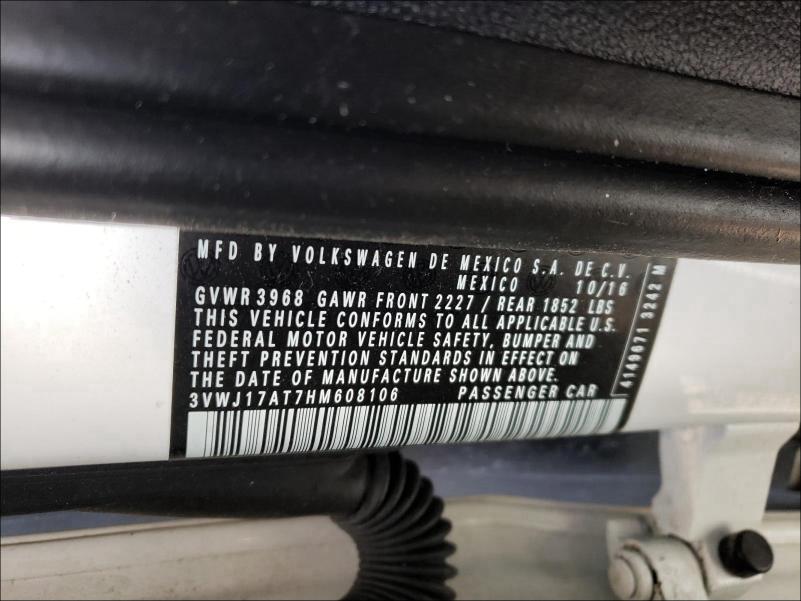 MFD BY VOLKSWAGEN DE MEXICO S.A. DE C.V.
MEXICO 10/16
GVWR 3968 GAWR FRONT 2227 / REAR 1852 LBS
THIS VEHICLE CONFORMS TO ALL APPLICABLE U.S.
FEDERAL MOTOR VEHICLE SAFETY, BUMPER AND
THEFT PREVENTION STANDARDS IN EFFECT ON
THE DATE OF MANUFACTURE SHOWN ABOVE.
3VWJ17AT7HM608106 PASSENGER CAR
4149671 3242 M